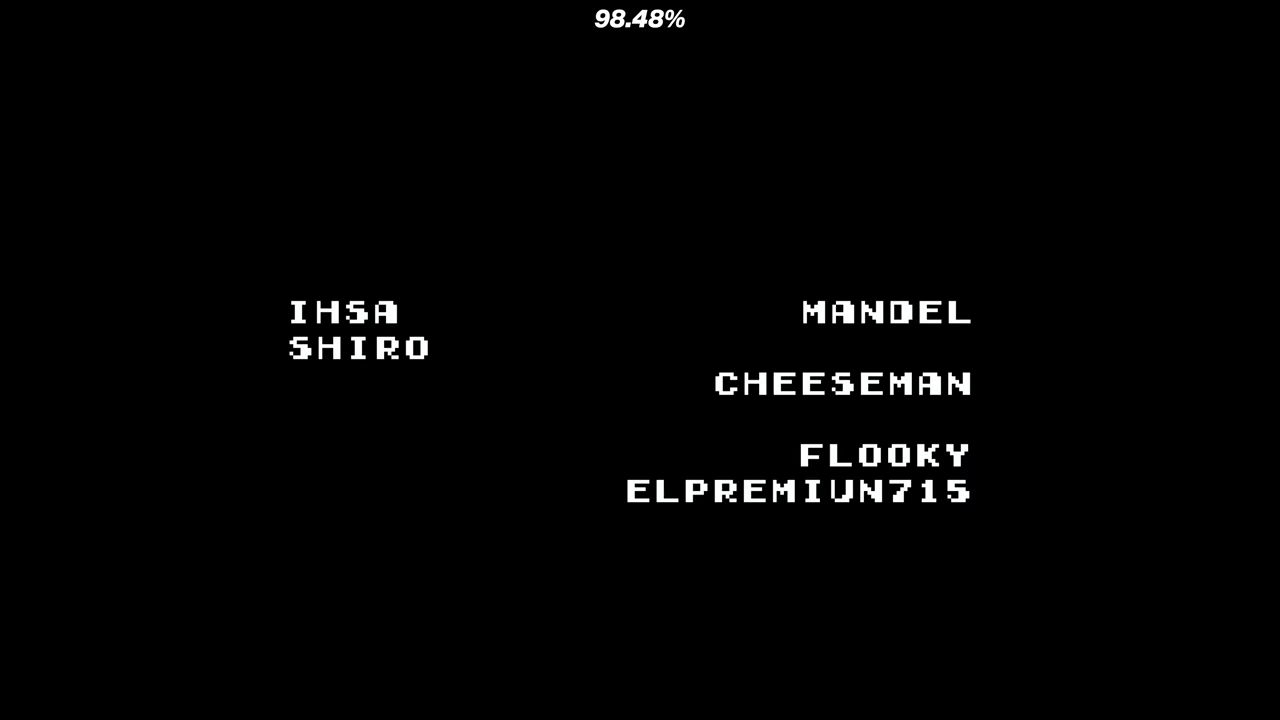 98.48%
IHSA MANDEL
SHIRO
CHEESEMAN
FLOOKY
ELPREMIUN715